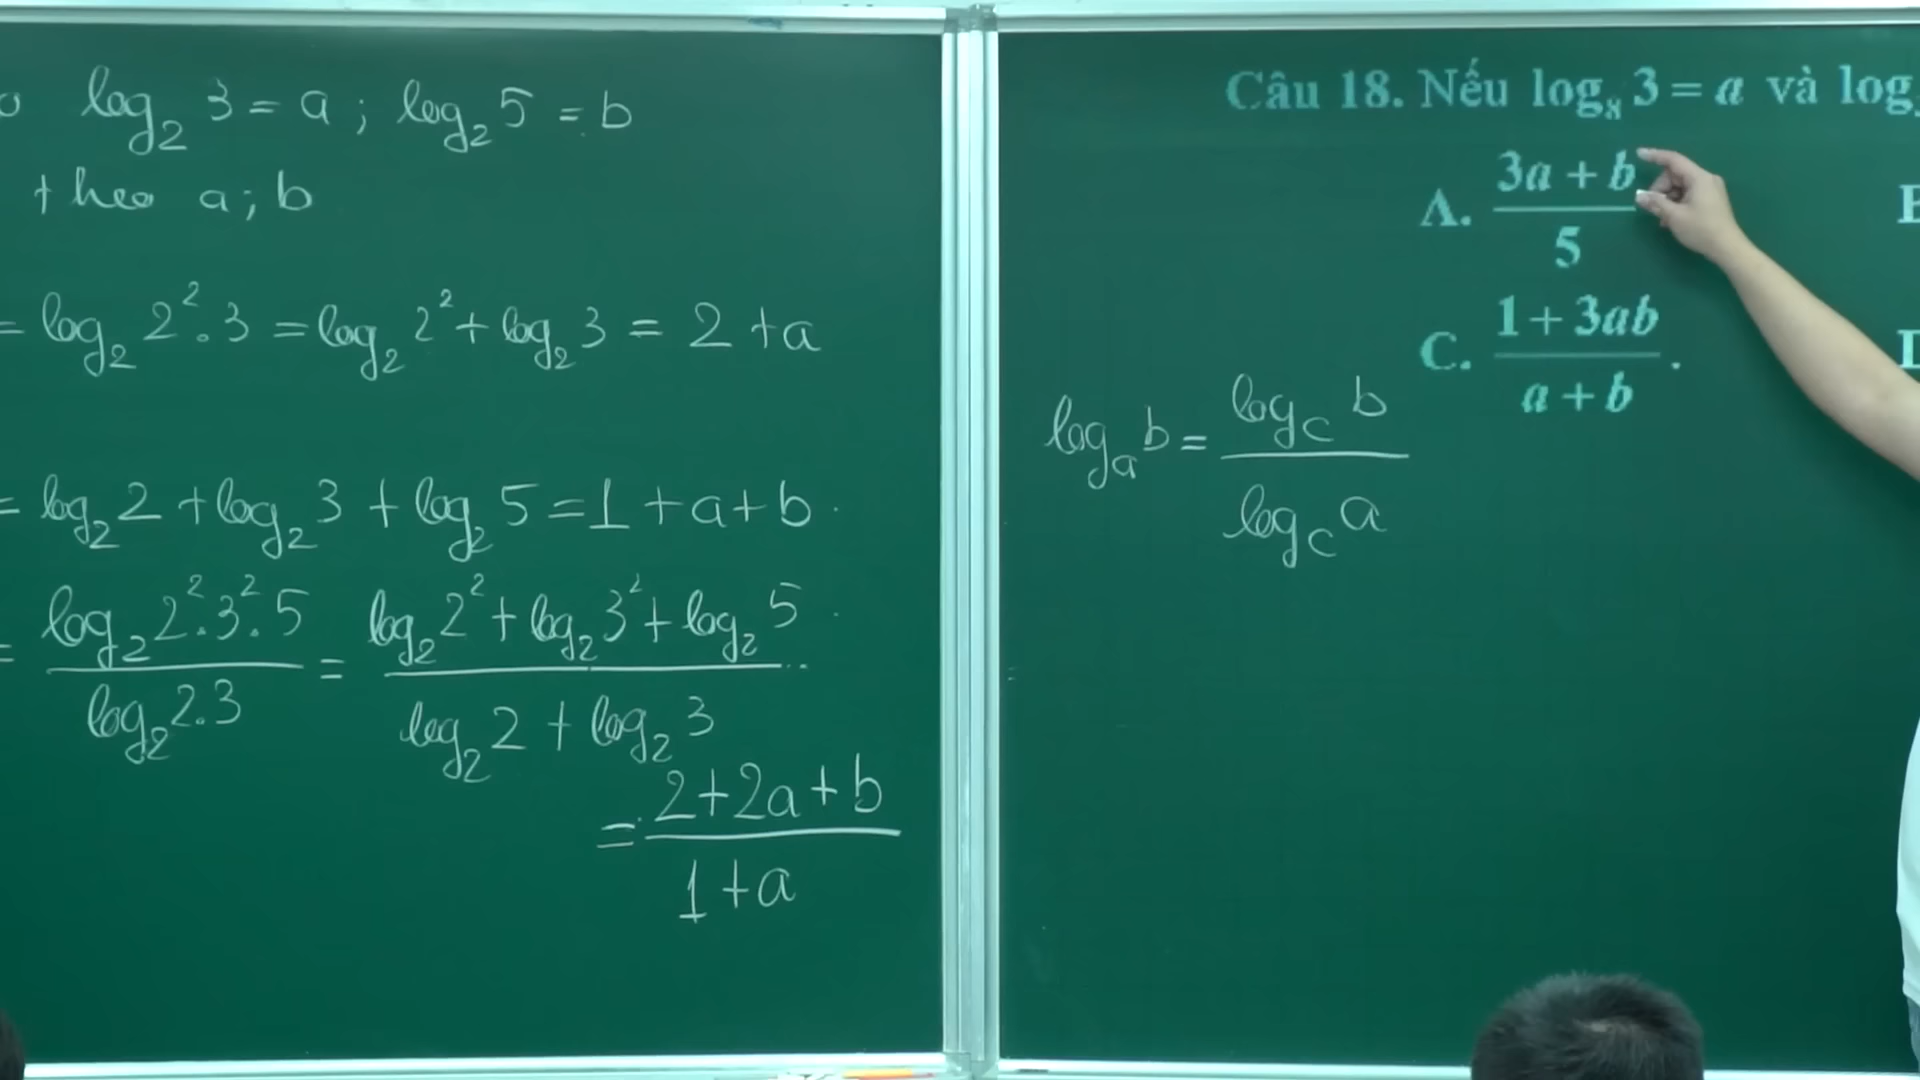 log₂ 3 = a ; log₂ 5 = b
theo a ; b
= log₂ 2² . 3 = log₂ 2² + log₂ 3 = 2 + a
= log₂ 2 + log₂ 3 + log₂ 5 = 1 + a + b .
= (log₂ 2² . 3² . 5) / (log₂ 2 . 3) = (log₂ 2² + log₂ 3² + log₂ 5) / (log₂ 2 + log₂ 3)
= (2 + 2a + b) / (1 + a)
Câu 18. Nếu log₈ 3 = a và log
A. (3a + b) / 5
C. (1 + 3ab) / (a + b) .
logₐ b = (log_c b) / (log_c a)